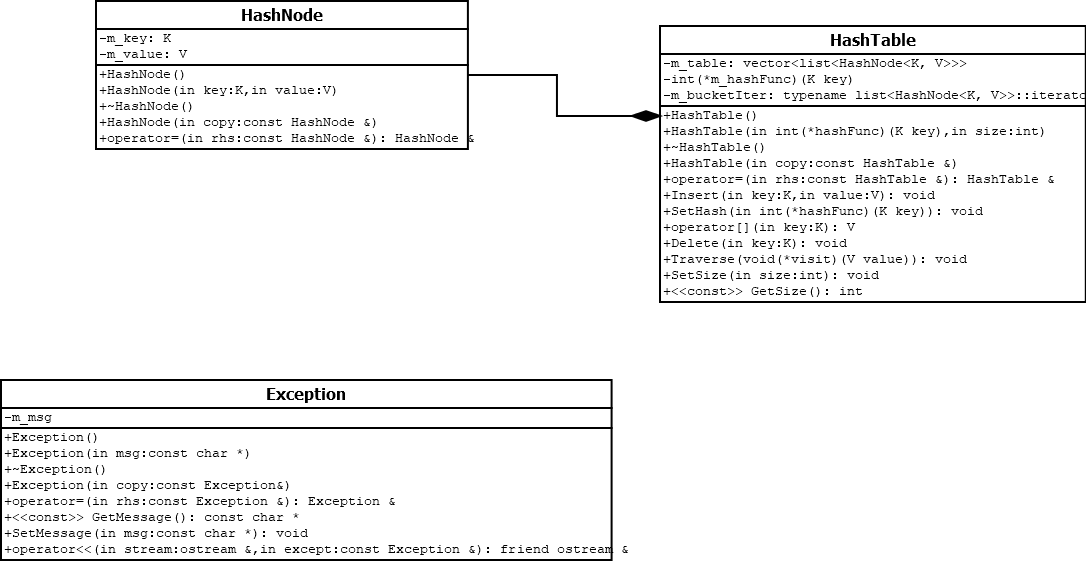 HashNode
-m_key: K
-m_value: V
+HashNode()
+HashNode(in key:K,in value:V)
+~HashNode()
+HashNode(in copy:const HashNode &)
+operator=(in rhs:const HashNode &): HashNode &
HashTable
-m_table: vector<list<HashNode<K, V>>>
-int(*m_hashFunc)(K key)
-m_bucketIter: typename list<HashNode<K, V>>::iterato
+HashTable()
+HashTable(in int(*hashFunc)(K key),in size:int)
+~HashTable()
+HashTable(in copy:const HashTable &)
+operator=(in rhs:const HashTable &): HashTable &
+Insert(in key:K,in value:V): void
+SetHash(in int(*hashFunc)(K key)): void
+operator[](in key:K): V
+Delete(in key:K): void
+Traverse(void(*visit)(V value)): void
+SetSize(in size:int): void
+<<const>> GetSize(): int
Exception
-m_msg
+Exception()
+Exception(in msg:const char *)
+~Exception()
+Exception(in copy:const Exception&)
+operator=(in rhs:const Exception &): Exception &
+<<const>> GetMessage(): const char *
+SetMessage(in msg:const char *): void
+operator<<(in stream:ostream &,in except:const Exception &): friend ostream &